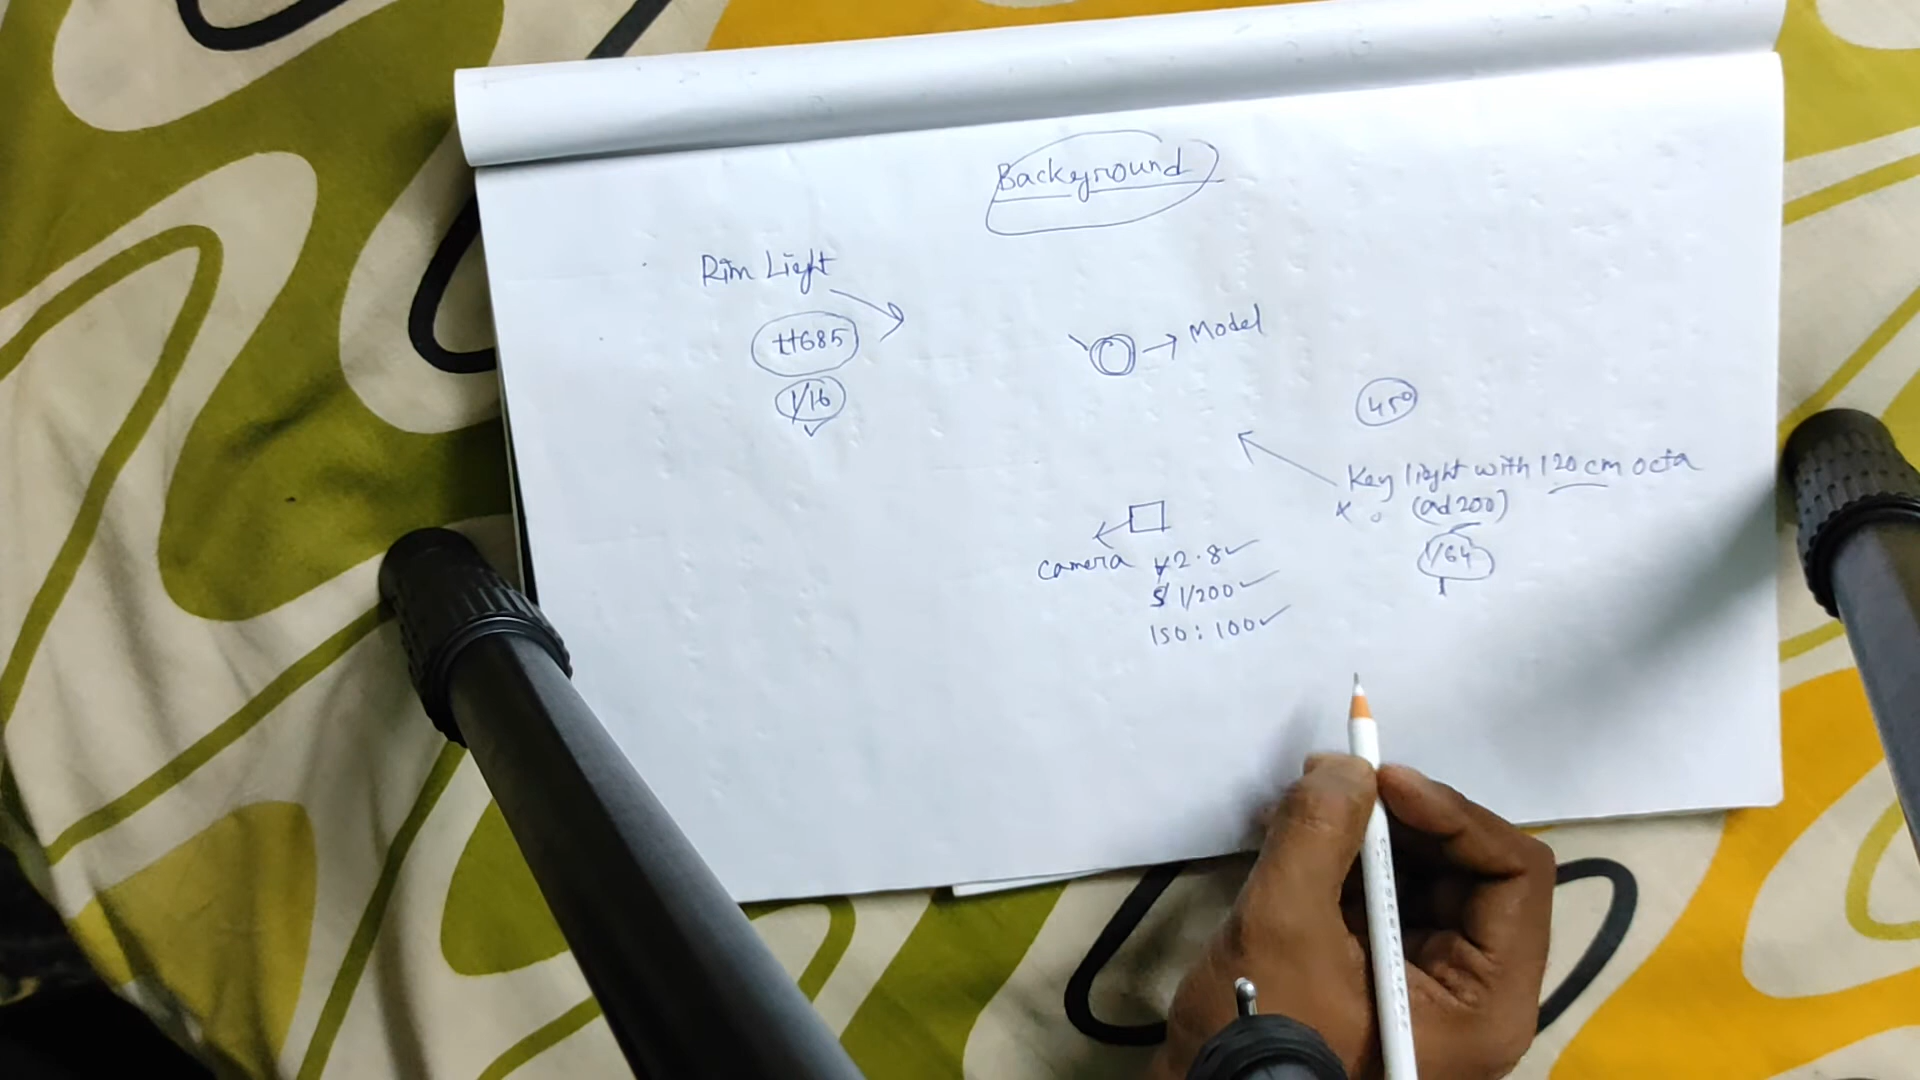 Background
Rim Light
tt685
1/16
Model
45°
Key light with 120 cm octa
(ad200)
1/64
camera
2.8
S 1/200
ISO: 100